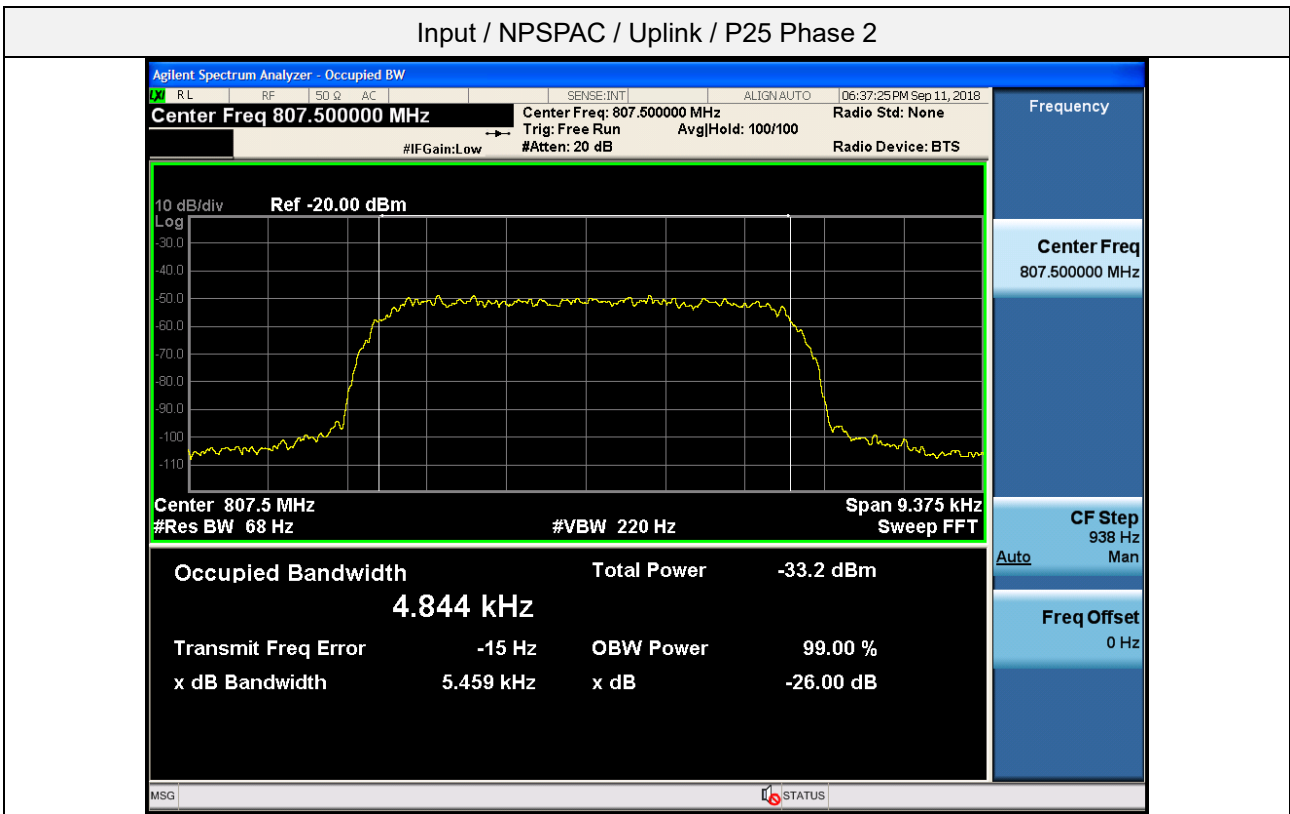 Input / NPSPAC / Uplink / P25 Phase 2
Agilent Spectrum Analyzer - Occupied BW
LXI RL RF 50 Ω AC SENSE:INT ALIGN AUTO 06:37:25 PM Sep 11, 2018
Center Freq 807.500000 MHz
Center Freq: 807.500000 MHz
Radio Std: None
Trig: Free Run Avg|Hold: 100/100
#IFGain:Low #Atten: 20 dB
Radio Device: BTS
Frequency
10 dB/div Ref -20.00 dBm
Log
-30.0
-40.0
-50.0
-60.0
-70.0
-80.0
-90.0
-100
-110
Center 807.5 MHz Span 9.375 kHz
#Res BW 68 Hz #VBW 220 Hz Sweep FFT
Center Freq
807.500000 MHz
CF Step
938 Hz
Auto Man
Freq Offset
0 Hz
Occupied Bandwidth Total Power -33.2 dBm
4.844 kHz
Transmit Freq Error -15 Hz OBW Power 99.00 %
x dB Bandwidth 5.459 kHz x dB -26.00 dB
MSG STATUS